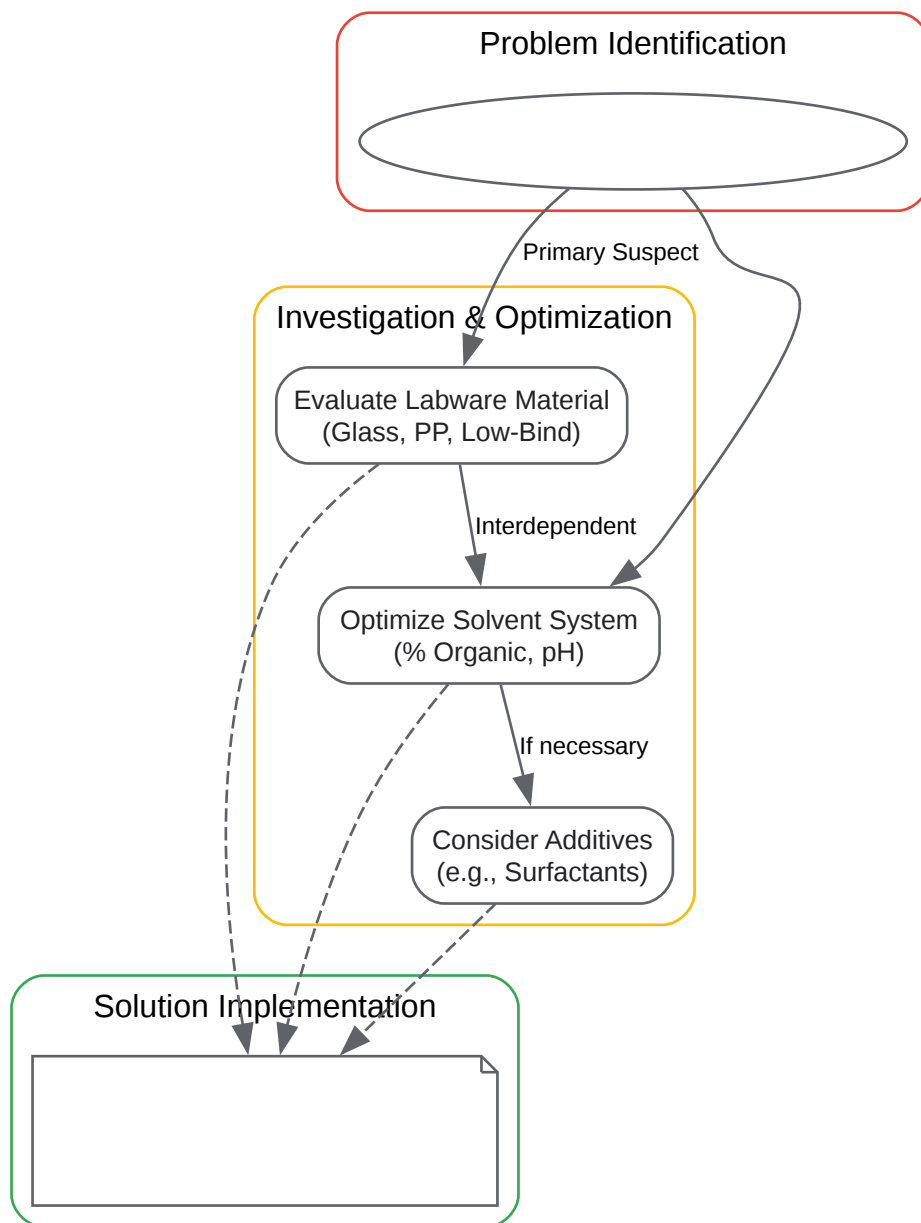 Problem Identification
Primary Suspect
Investigation & Optimization
Evaluate Labware Material
(Glass, PP, Low-Bind)
Interdependent
Optimize Solvent System
(% Organic, pH)
If necessary
Consider Additives
(e.g., Surfactants)
Solution Implementation